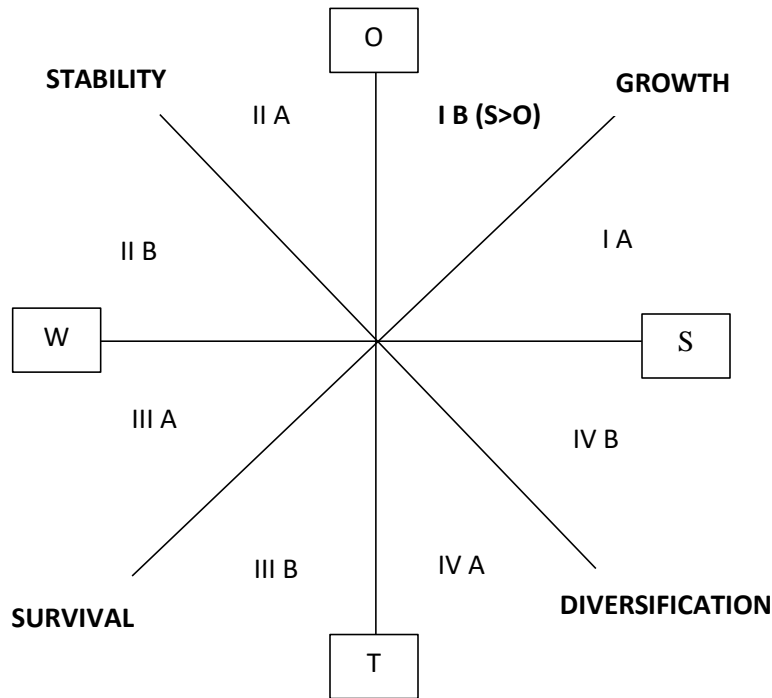 O
STABILITY
GROWTH
II A
I B (S>O)
II B
I A
W
S
III A
IV B
III B
IV A
SURVIVAL
DIVERSIFICATION
T